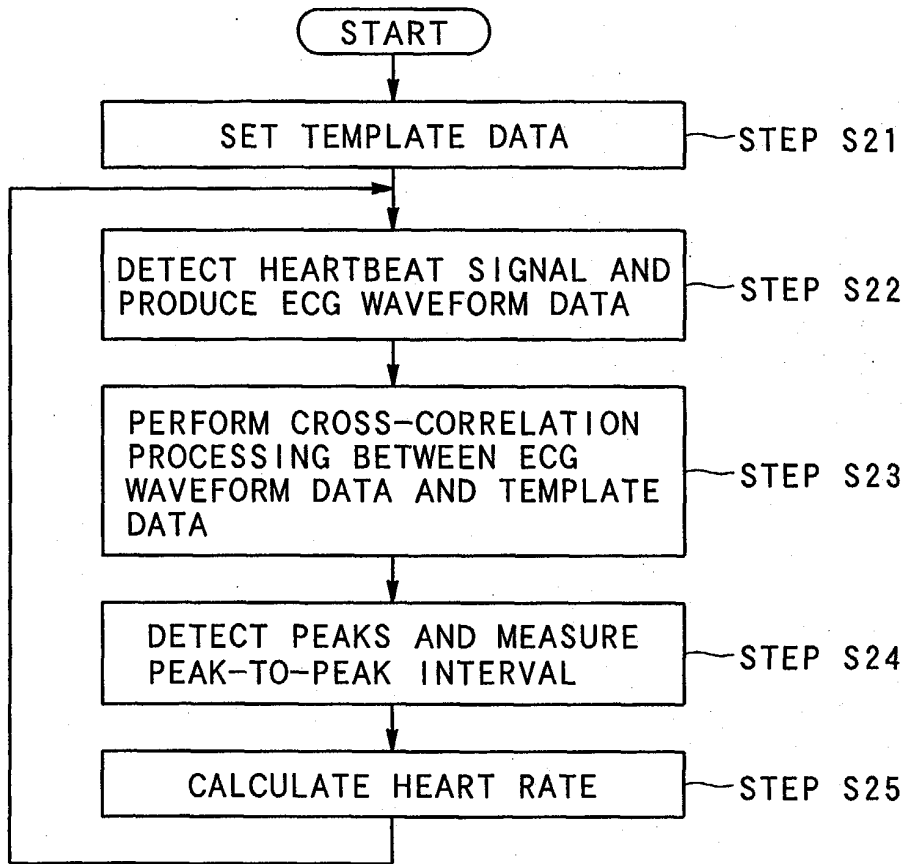 START
SET TEMPLATE DATA
STEP S21
DETECT HEARTBEAT SIGNAL AND
PRODUCE ECG WAVEFORM DATA
STEP S22
PERFORM CROSS-CORRELATION
PROCESSING BETWEEN ECG
WAVEFORM DATA AND TEMPLATE
DATA
STEP S23
DETECT PEAKS AND MEASURE
PEAK-TO-PEAK INTERVAL
STEP S24
CALCULATE HEART RATE
STEP S25